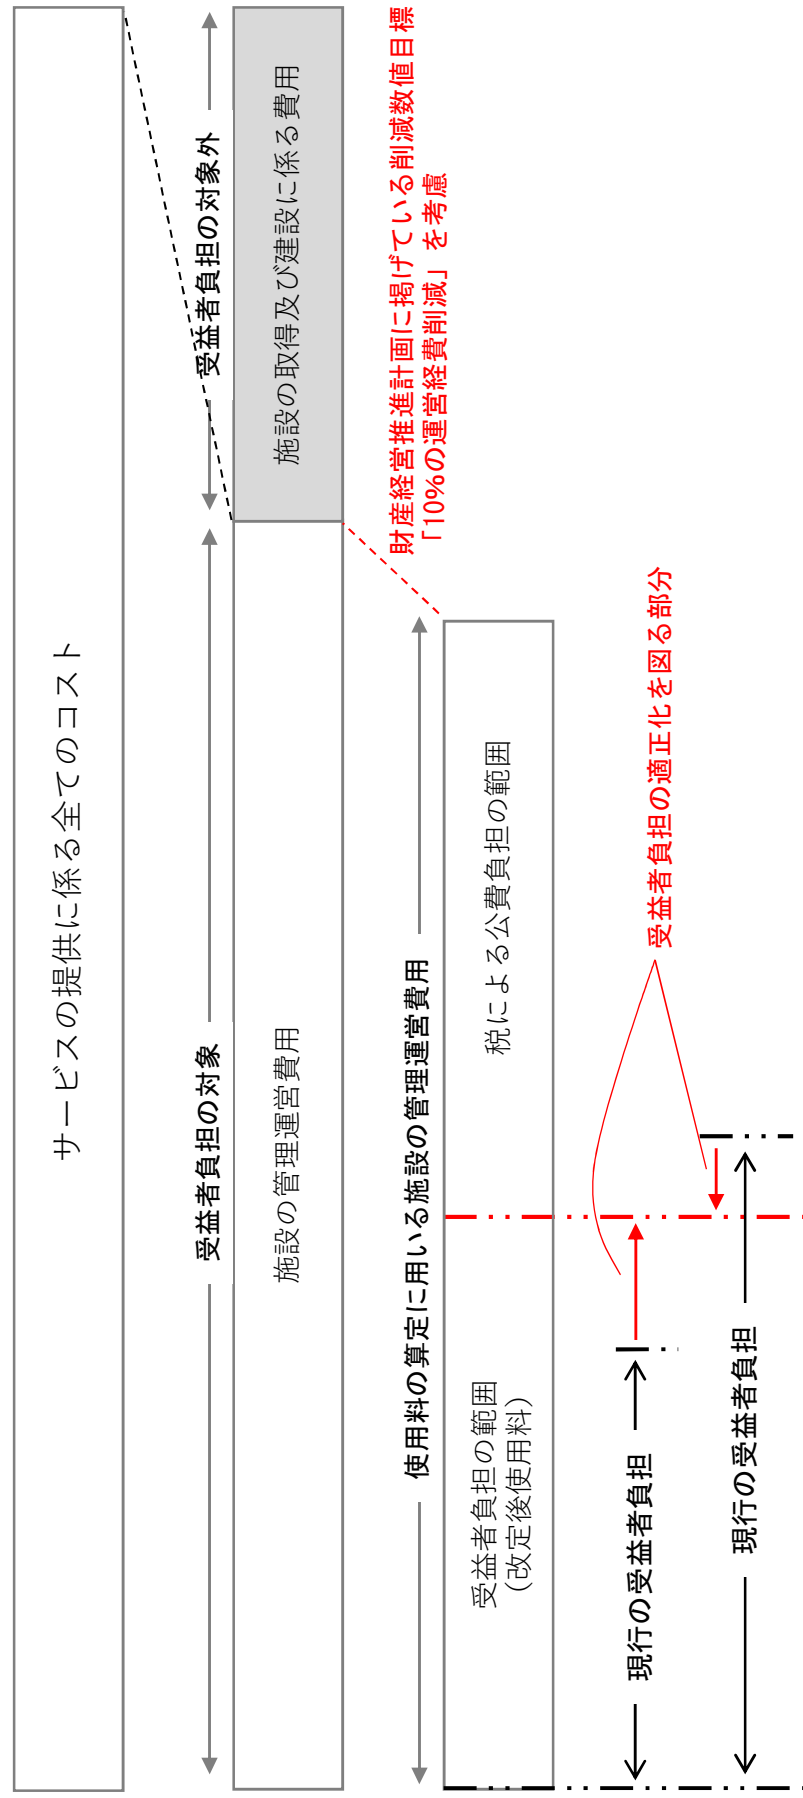 サービスの提供に係る全てのコスト
受益者負担の対象
受益者負担の対象外
施設の管理運営費用
施設の取得及び建設に係る費用
財産経営推進計画に掲げている削減数値目標
「10%の運営経費削減」を考慮
使用料の算定に用いる施設の管理運営費用
受益者負担の範囲
(改定後使用料)
税による公費負担の範囲
受益者負担の適正化を図る部分
現行の受益者負担
現行の受益者負担